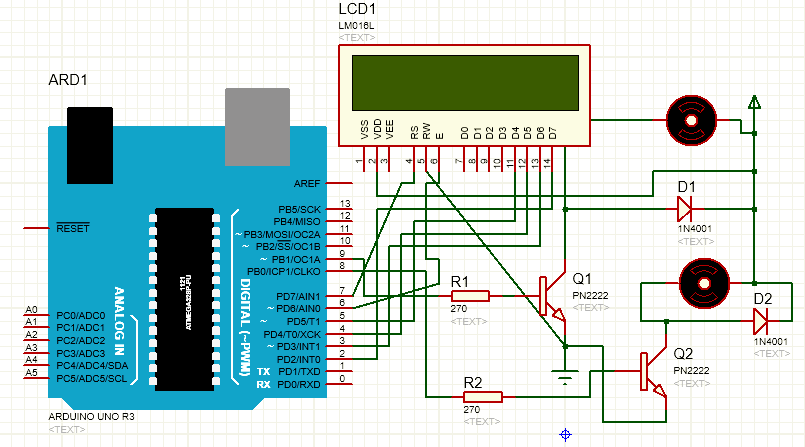 LCD1
LM016L
<TEXT>
VSS
VDD
VEE
RS
RW
E
D0
D1
D2
D3
D4
D5
D6
D7
1
2
3
4
5
6
7
8
9
10
11
12
13
14
ARD1
AREF
PB5/SCK 13
PB4/MISO 12
~ PB3/MOSI/OC2A 11
~ PB2/SS/OC1B 10
~ PB1/OC1A 9
PB0/ICP1/CLKO 8
PD7/AIN1 7
~ PD6/AIN0 6
~ PD5/T1 5
PD4/T0/XCK 4
~ PD3/INT1 3
PD2/INT0 2
TX PD1/TXD 1
RX PD0/RXD 0
RESET
A0 PC0/ADC0
A1 PC1/ADC1
A2 PC2/ADC2
A3 PC3/ADC3
A4 PC4/ADC4/SDA
A5 PC5/ADC5/SCL
ANALOG IN
ATMEGA328P-PU
1121
DIGITAL (~PWM)
ARDUINO UNO R3
<TEXT>
R1
270
<TEXT>
R2
270
<TEXT>
Q1
PN2222
<TEXT>
Q2
PN2222
<TEXT>
D1
1N4001
<TEXT>
D2
1N4001
<TEXT>